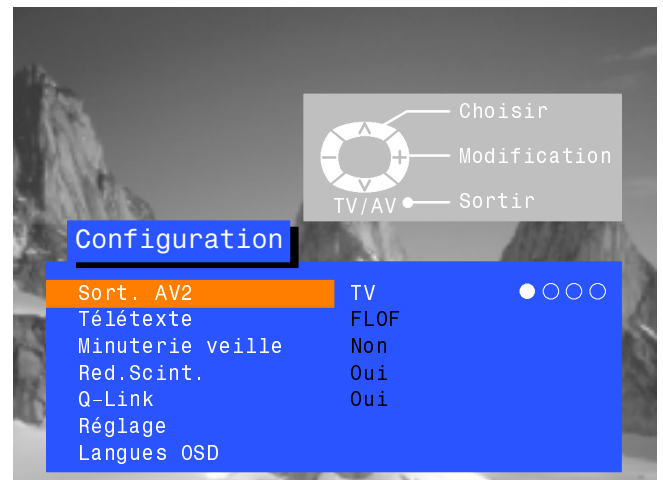 Choisir
Modification
TV/AV Sortir
Configuration
Sort. AV2 TV
Télétexte FLOF
Minuterie veille Non
Red.Scint. Oui
Q-Link Oui
Réglage
Langues OSD